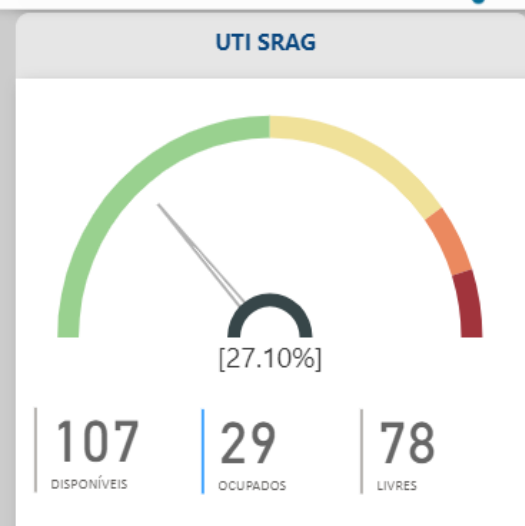 UTI SRAG
[27.10%]
107
DISPONÍVEIS
29
OCUPADOS
78
LIVRES